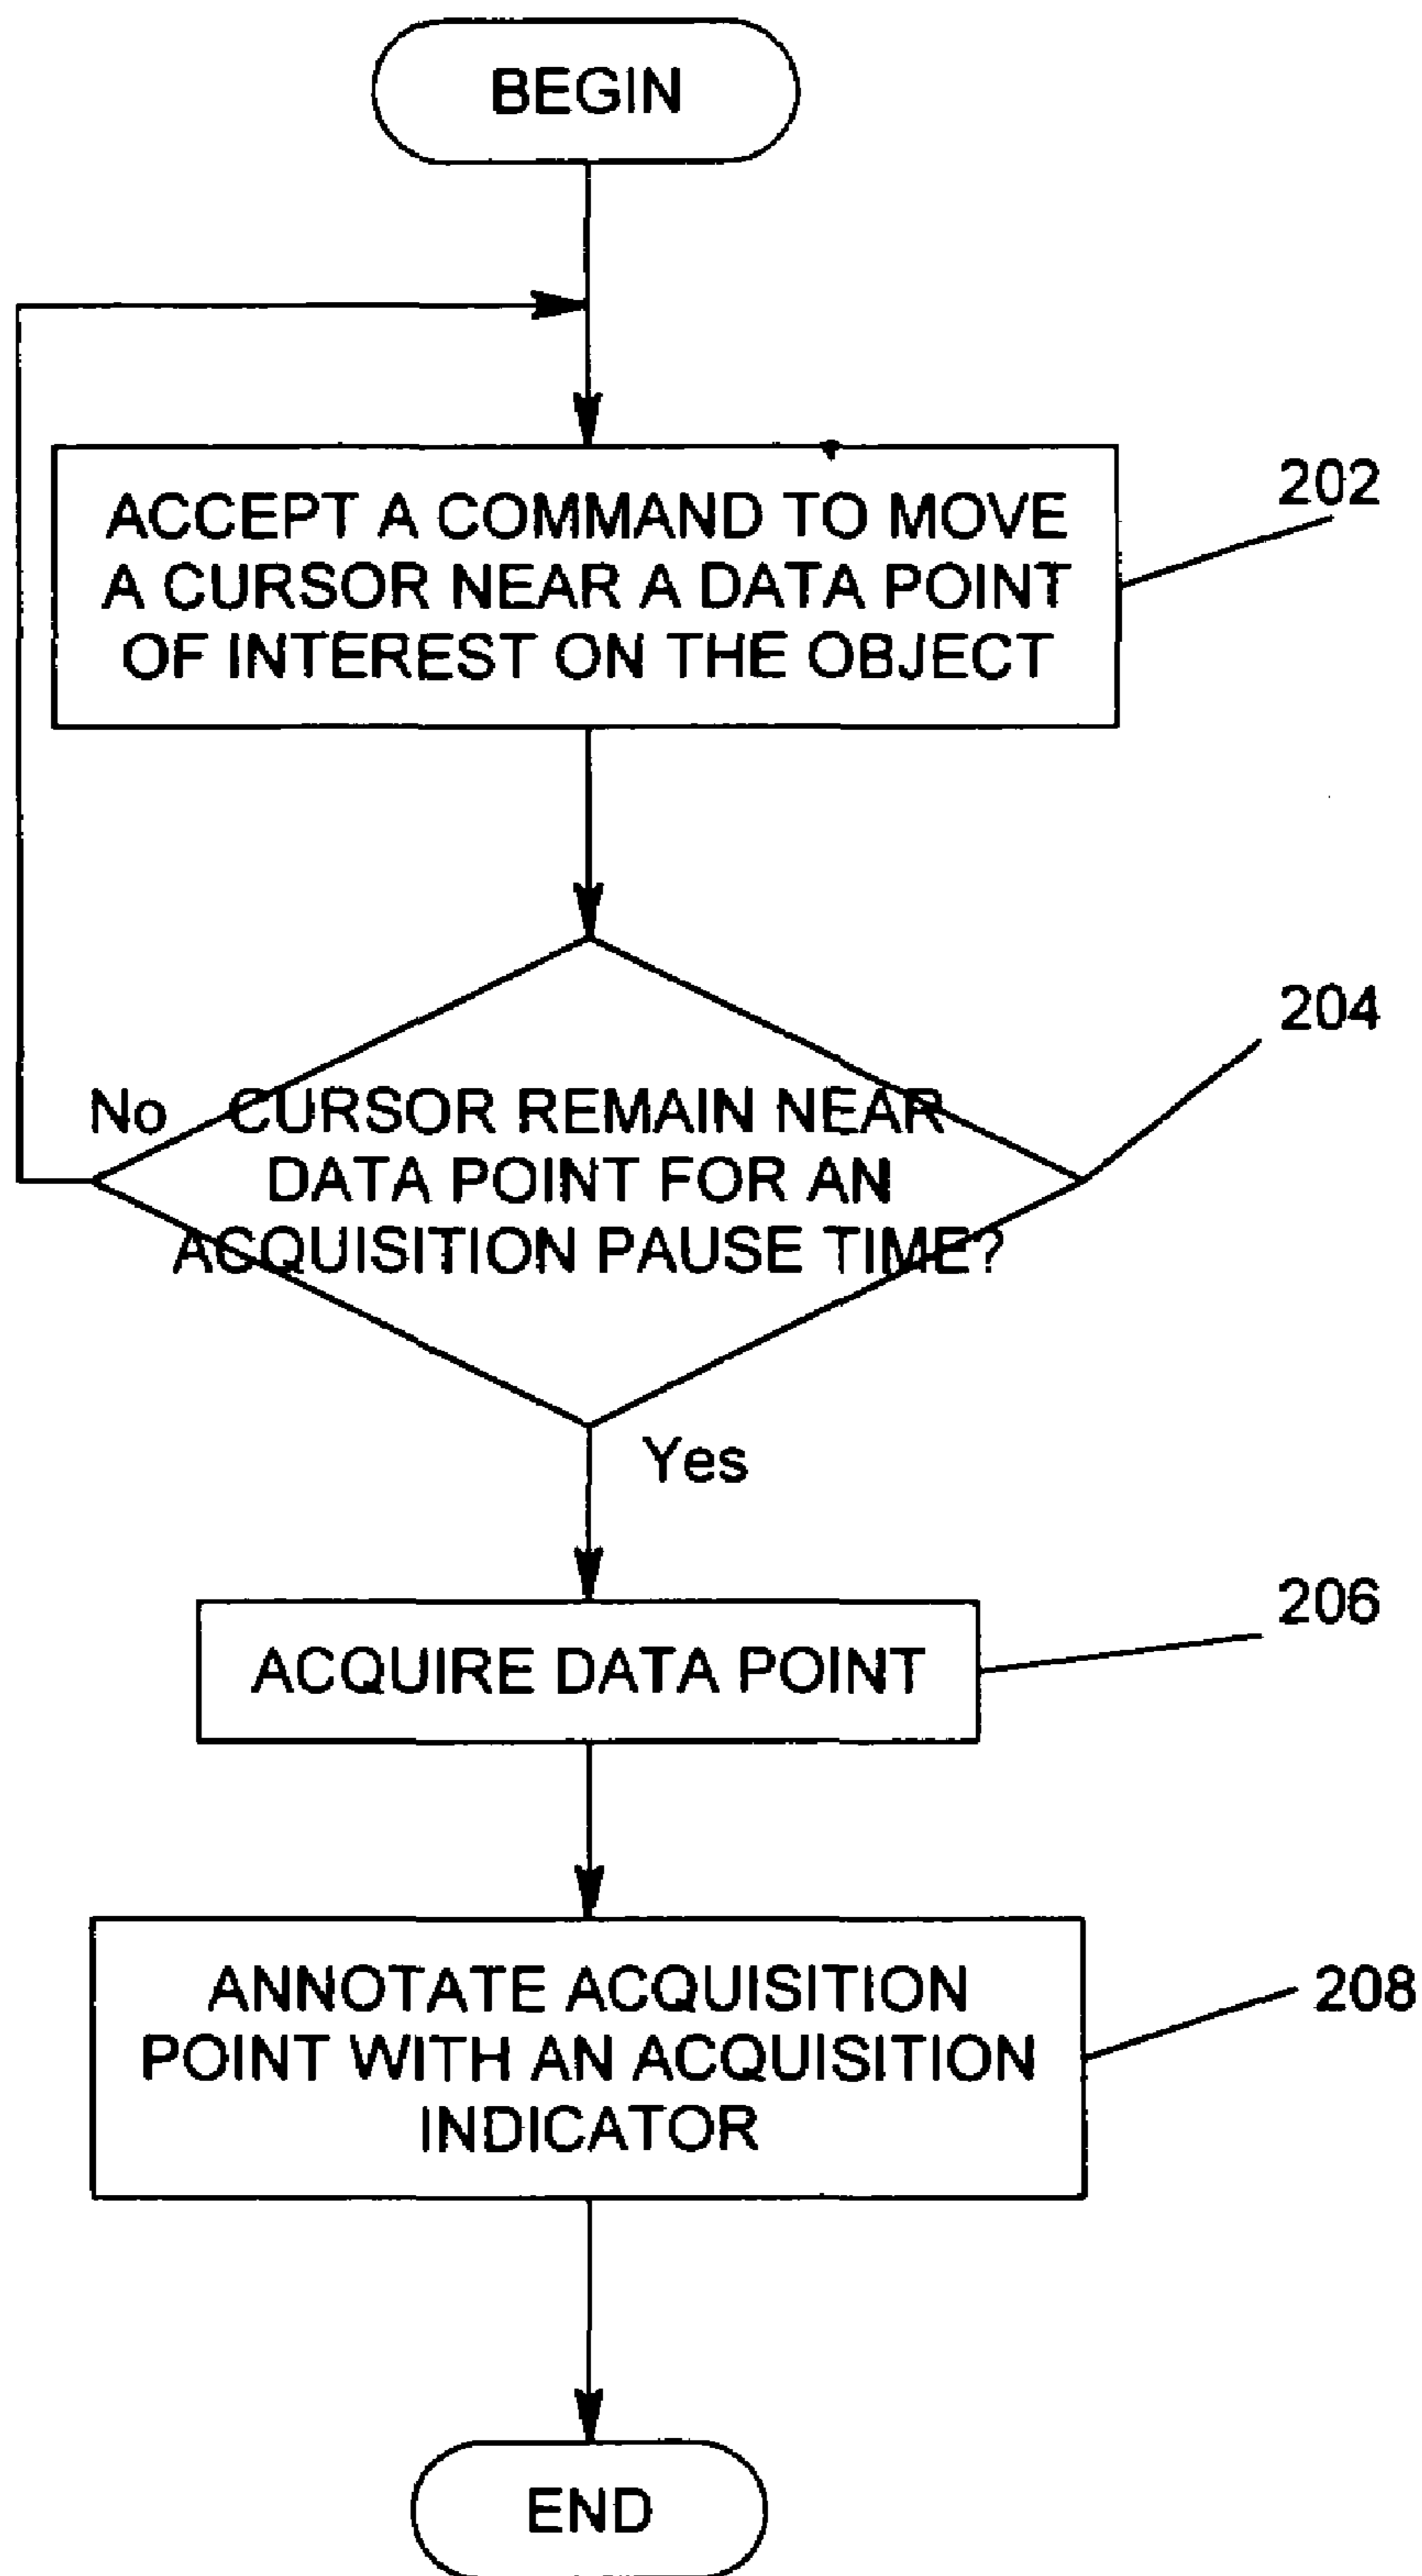 BEGIN
ACCEPT A COMMAND TO MOVE
A CURSOR NEAR A DATA POINT
OF INTEREST ON THE OBJECT
202
204
No
CURSOR REMAIN NEAR
DATA POINT FOR AN
ACQUISITION PAUSE TIME?
Yes
206
ACQUIRE DATA POINT
ANNOTATE ACQUISITION
POINT WITH AN ACQUISITION
INDICATOR
208
END